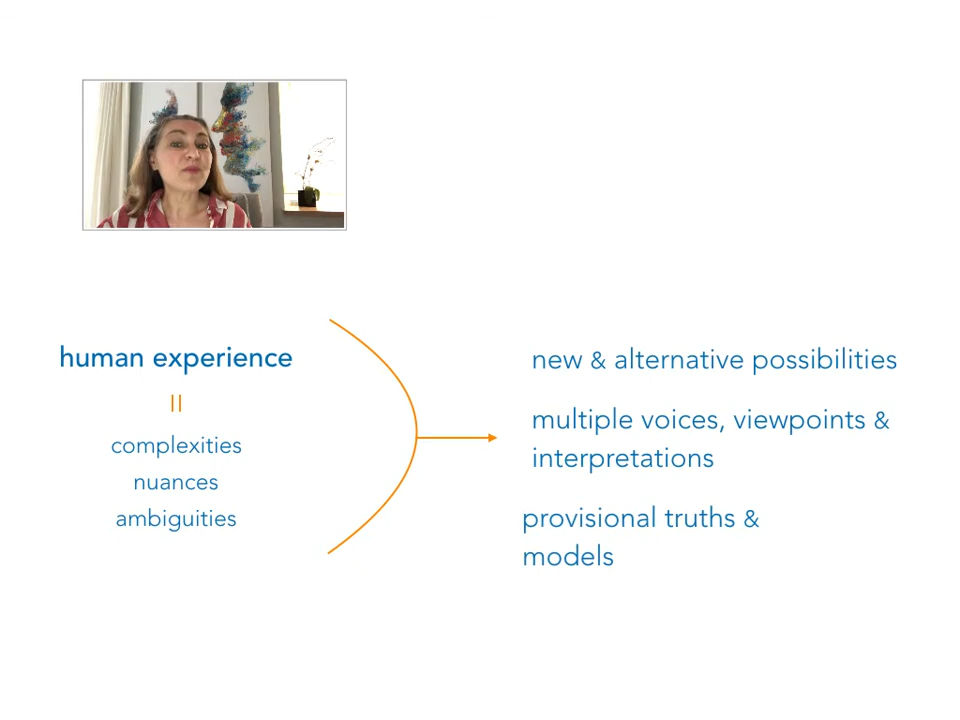 human experience
=
complexities
nuances
ambiguities
new & alternative possibilities
multiple voices, viewpoints &
interpretations
provisional truths &
models